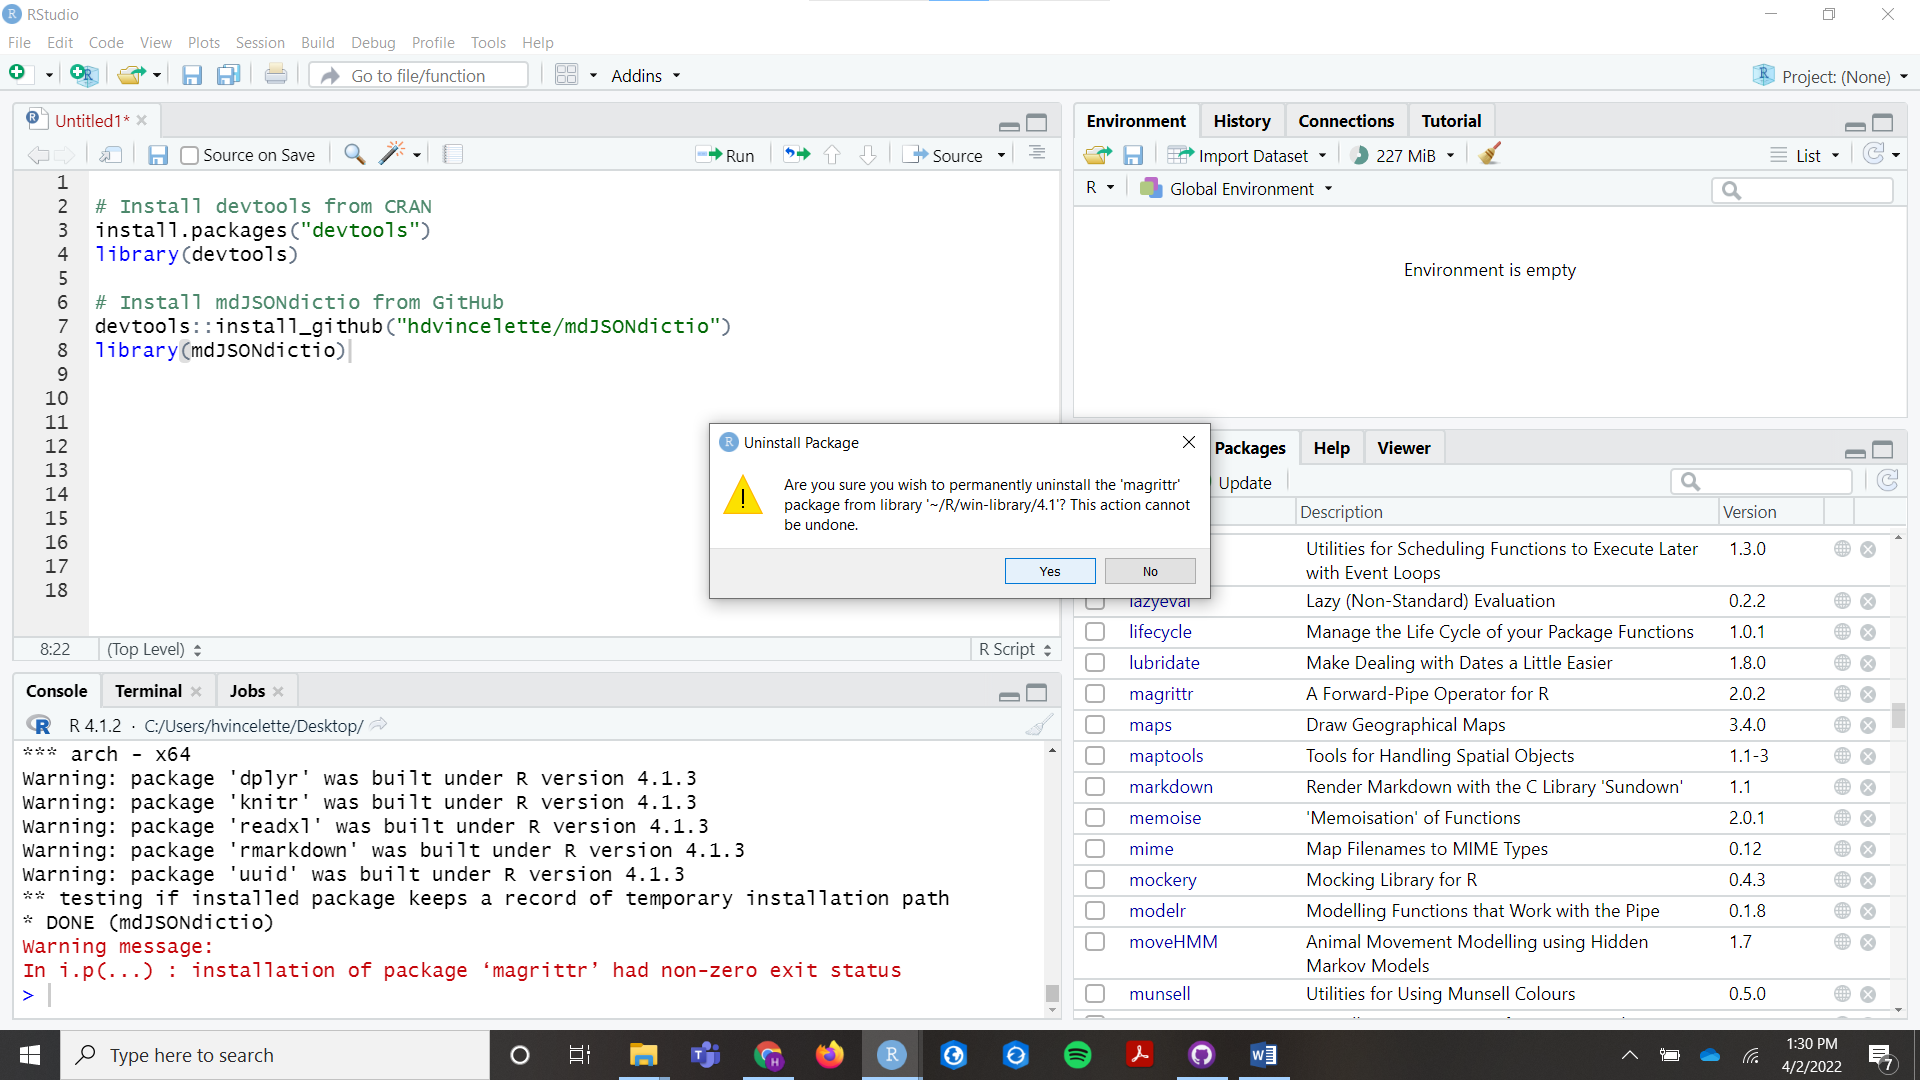 RStudio
File Edit Code View Plots Session Build Debug Profile Tools Help
Go to file/function
Addins
Project: (None)
Untitled1*
Source on Save
Run
Source
1
2 # Install devtools from CRAN
3 install.packages("devtools")
4 library(devtools)
5
6 # Install mdJSONdictio from GitHub
7 devtools::install_github("hdvincelette/mdJSONdictio")
8 library(mdJSONdictio)
9
10
11
12
13
14
15
16
17
18
8:22 (Top Level) R Script
Console Terminal Jobs
R 4.1.2 · C:/Users/hvincelette/Desktop/
*** arch - x64
Warning: package 'dplyr' was built under R version 4.1.3
Warning: package 'knitr' was built under R version 4.1.3
Warning: package 'readxl' was built under R version 4.1.3
Warning: package 'rmarkdown' was built under R version 4.1.3
Warning: package 'uuid' was built under R version 4.1.3
** testing if installed package keeps a record of temporary installation path
* DONE (mdJSONdictio)
Warning message:
In i.p(...) : installation of package ‘magrittr’ had non-zero exit status
>
Environment History Connections Tutorial
Import Dataset 227 MiB List
R Global Environment
Environment is empty
Uninstall Package
Are you sure you wish to permanently uninstall the 'magrittr'
package from library '~/R/win-library/4.1'? This action cannot
be undone.
Yes No
Packages Help Viewer
Update
Description Version
Utilities for Scheduling Functions to Execute Later 1.3.0
with Event Loops
lazyeval Lazy (Non-Standard) Evaluation 0.2.2
lifecycle Manage the Life Cycle of your Package Functions 1.0.1
lubridate Make Dealing with Dates a Little Easier 1.8.0
magrittr A Forward-Pipe Operator for R 2.0.2
maps Draw Geographical Maps 3.4.0
maptools Tools for Handling Spatial Objects 1.1-3
markdown Render Markdown with the C Library 'Sundown' 1.1
memoise 'Memoisation' of Functions 2.0.1
mime Map Filenames to MIME Types 0.12
mockery Mocking Library for R 0.4.3
modelr Modelling Functions that Work with the Pipe 0.1.8
moveHMM Animal Movement Modelling using Hidden 1.7
Markov Models
munsell Utilities for Using Munsell Colours 0.5.0
Type here to search
1:30 PM
4/2/2022
7